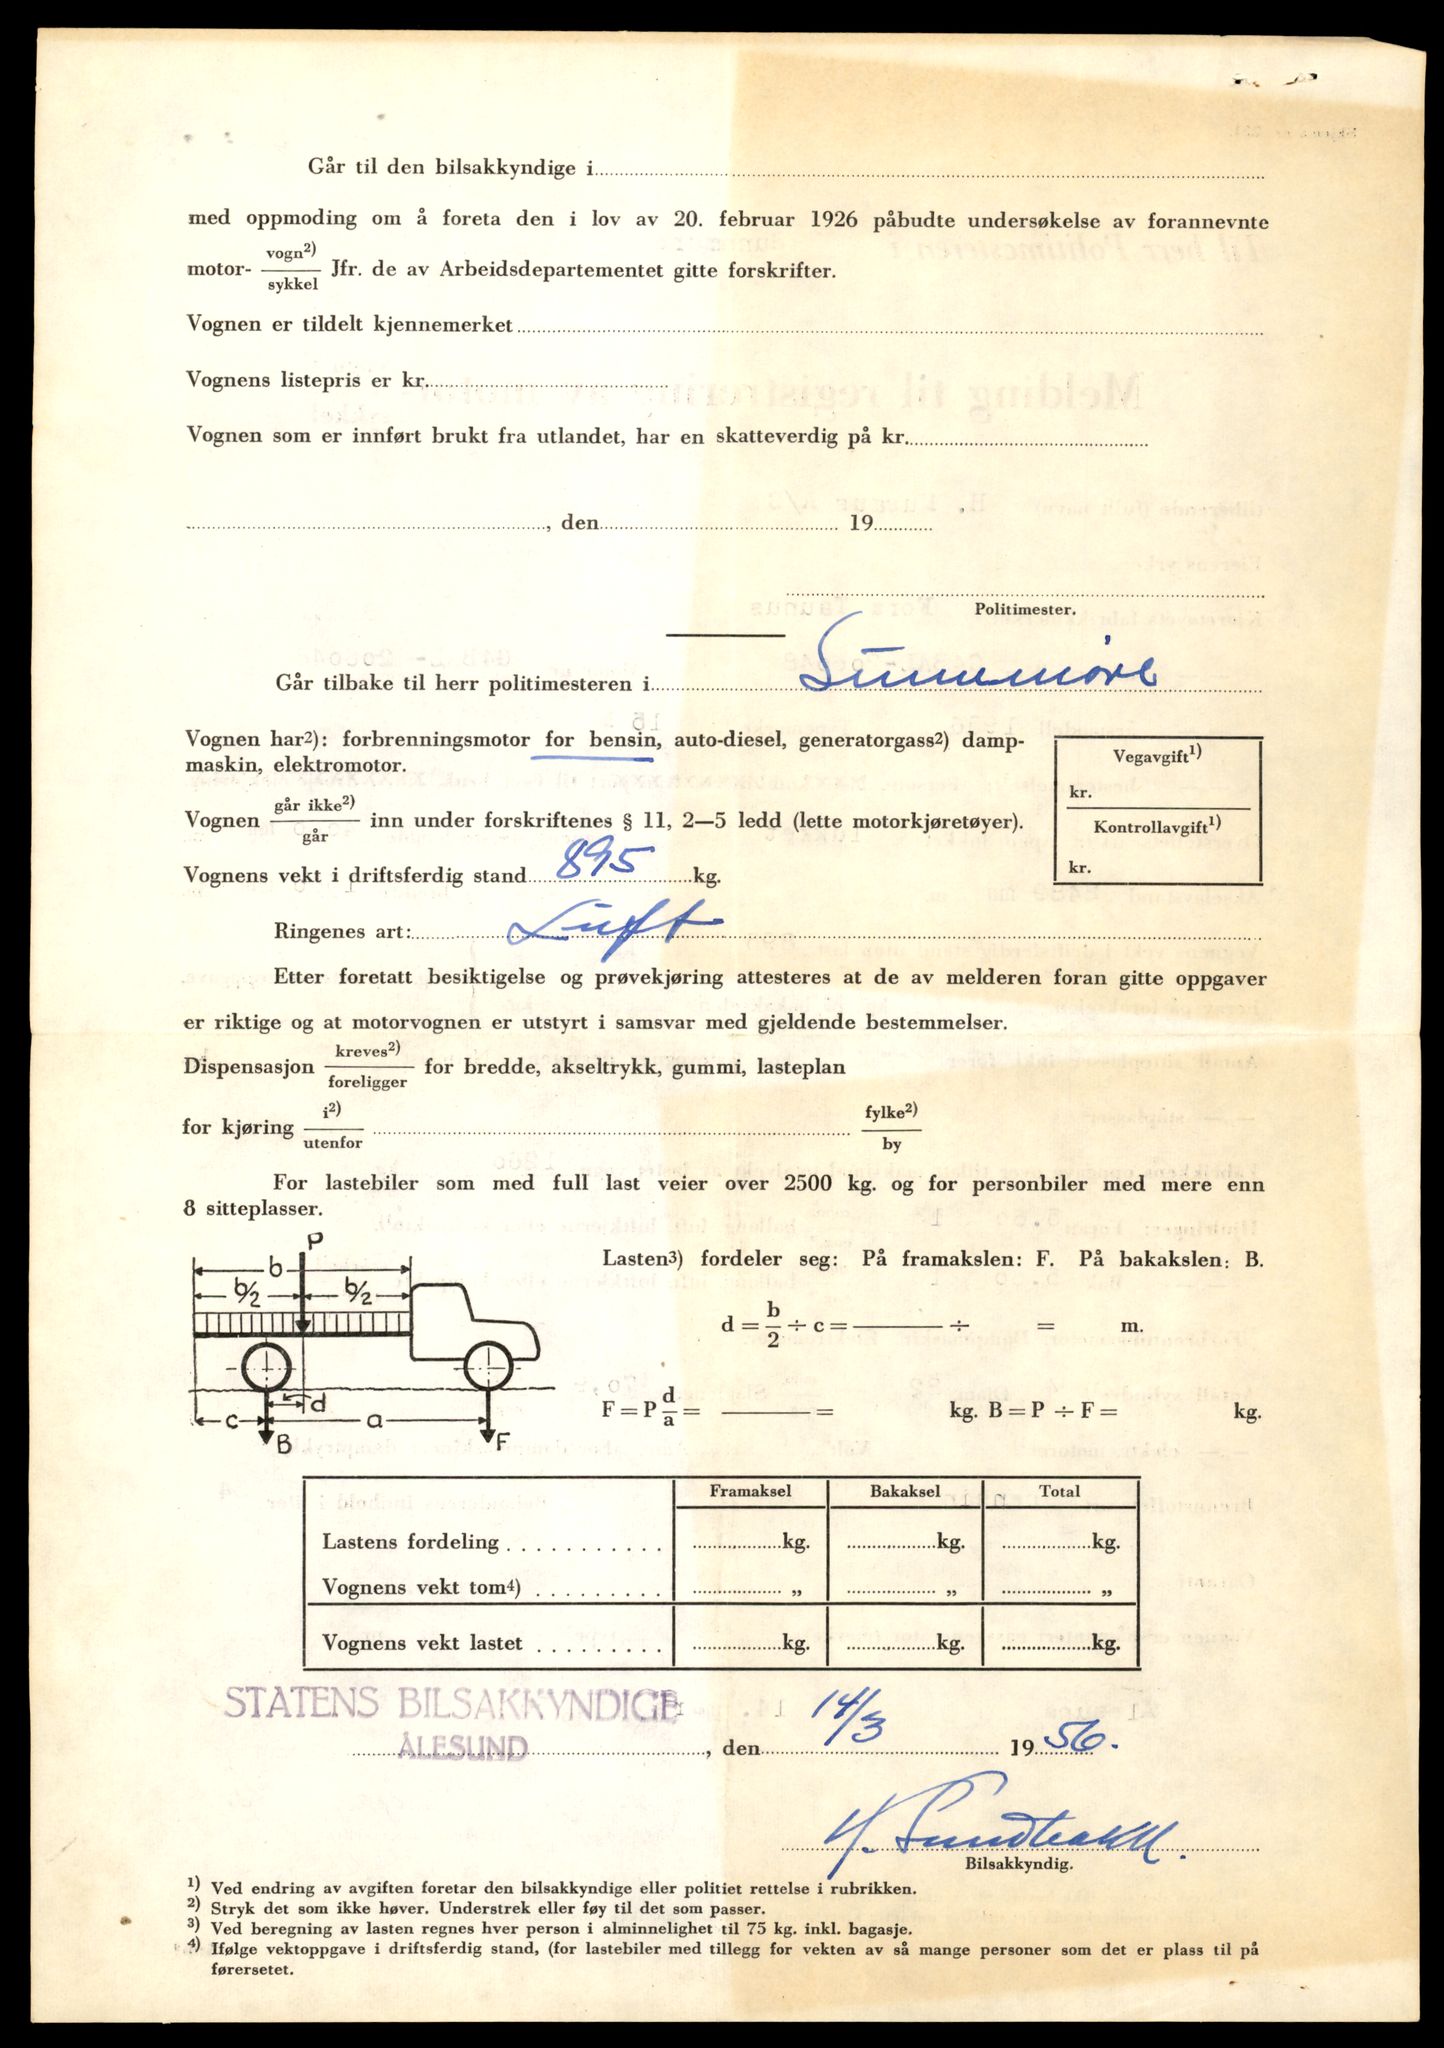 Går til den bilsakkyndige i
med oppmoding om å foreta den i lov av 20. februar 1926 påbudte undersøkelse av forannevnte
motor- vogn2) / sykkel Jfr. de av Arbeidsdepartementet gitte forskrifter.
Vognen er tildelt kjennemerket
Vognens listepris er kr.
Vognen som er innført brukt fra utlandet, har en skatteverdig på kr.
, den 19
Politimester.
Går tilbake til herr politimesteren i Sunnmøre
Vognen har2): forbrenningsmotor for bensin, auto-diesel, generatorgass2) damp-
maskin, elektromotor.
Vegavgift1)
kr.
Kontrollavgift1)
kr.
Vognen går ikke2) / går inn under forskriftenes § 11, 2—5 ledd (lette motorkjøretøyer).
Vognens vekt i driftsferdig stand 895 kg.
Ringenes art: Luft
Etter foretatt besiktigelse og prøvekjøring attesteres at de av melderen foran gitte oppgaver
er riktige og at motorvognen er utstyrt i samsvar med gjeldende bestemmelser.
Dispensasjon kreves2) / foreligger for bredde, akseltrykk, gummi, lasteplan
for kjøring i2) / utenfor fylke2) / by
For lastebiler som med full last veier over 2500 kg. og for personbiler med mere enn
8 sitteplasser.
P
b
b/2 b/2
c d a
B F
Lasten3) fordeler seg: På framakslen: F. På bakakslen: B.
d = b/2 ÷ c = ——— ÷ = m.
F = P d/a = ——— = kg. B = P ÷ F = kg.
Framaksel Bakaksel Total
Lastens fordeling . . . . . . . . . . . kg. kg. kg.
Vognens vekt tom4) . . . . . . . . . „ „ „
Vognens vekt lastet . . . . . . . . . kg. kg. kg.
STATENS BILSAKKYNDIGE
ÅLESUND , den 14/3 1956.
Bilsakkyndig.
1) Ved endring av avgiften foretar den bilsakkyndige eller politiet rettelse i rubrikken.
2) Stryk det som ikke høver. Understrek eller føy til det som passer.
3) Ved beregning av lasten regnes hver person i alminnelighet til 75 kg. inkl. bagasje.
4) Ifølge vektoppgave i driftsferdig stand, (for lastebiler med tillegg for vekten av så mange personer som det er plass til på
førersetet.